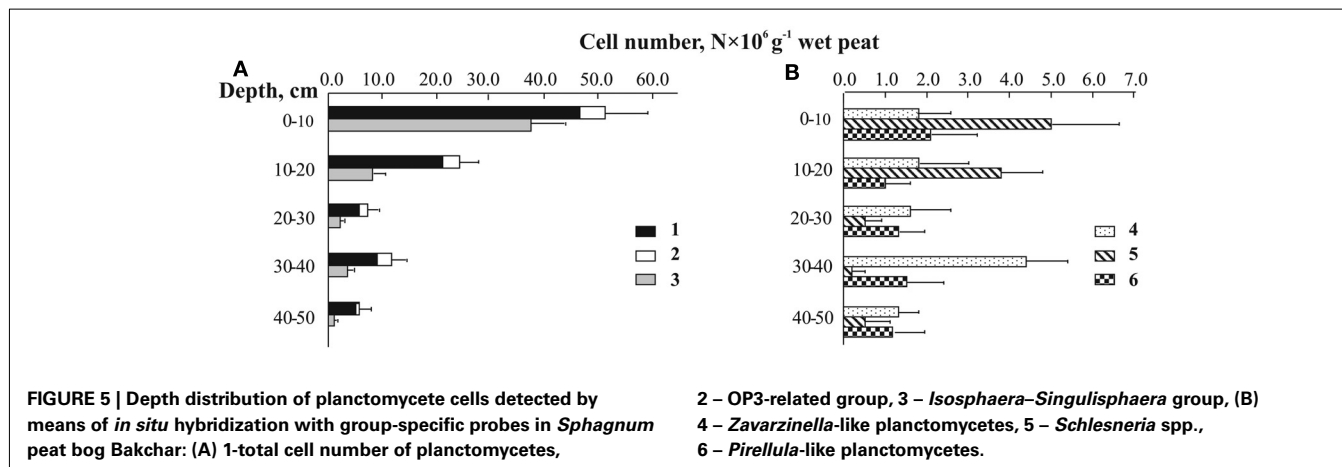 Cell number, N×10⁶ g⁻¹ wet peat
A
Depth, cm
0.0 10.0 20.0 30.0 40.0 50.0 60.0
0-10
10-20
20-30
30-40
40-50
1
2
3
B
0.0 1.0 2.0 3.0 4.0 5.0 6.0 7.0
0-10
10-20
20-30
30-40
40-50
4
5
6
FIGURE 5 | Depth distribution of planctomycete cells detected by
means of in situ hybridization with group-specific probes in Sphagnum
peat bog Bakchar: (A) 1-total cell number of planctomycetes,
2 – OP3-related group, 3 – Isosphaera–Singulisphaera group, (B)
4 – Zavarzinella-like planctomycetes, 5 – Schlesneria spp.,
6 – Pirellula-like planctomycetes.